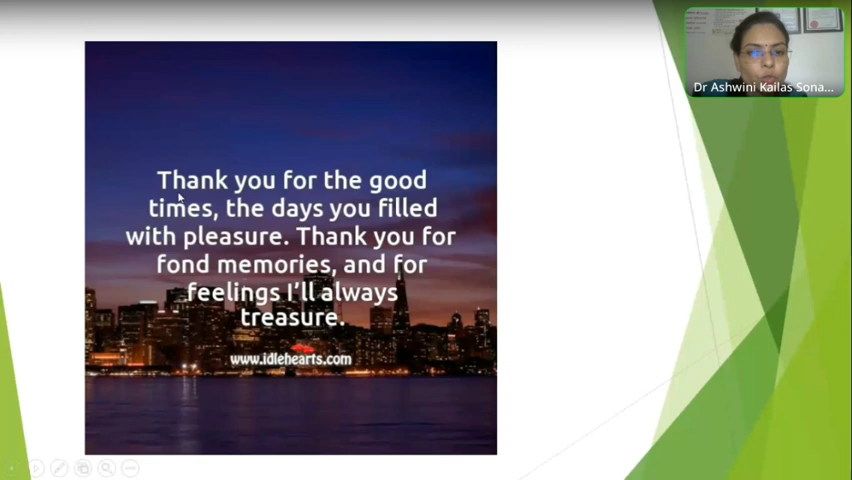 Thank you for the good
times, the days you filled
with pleasure. Thank you for
fond memories, and for
feelings I'll always
treasure.
www.idlehearts.com
Dr Ashwini Kailas Sona...